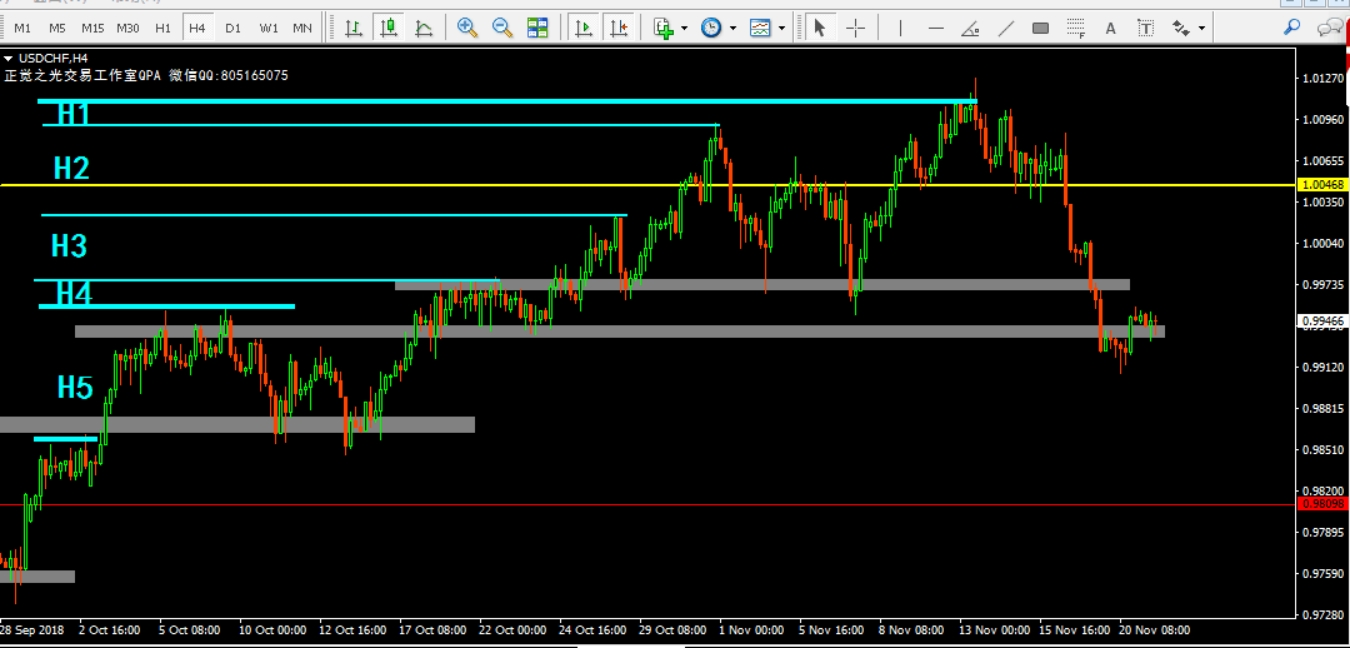 M1 M5 M15 M30 H1 H4 D1 W1 MN
A T
USDCHF,H4
正觉之光交易工作室QPA 微信QQ:805165075
H1
H2
H3
H4
H5
1.01270
1.00960
1.00655
1.00468
1.00350
1.00040
0.99735
0.99466
0.99120
0.98815
0.98510
0.98200
0.98098
0.97895
0.97590
0.97280
28 Sep 2018 2 Oct 16:00 5 Oct 08:00 10 Oct 00:00 12 Oct 16:00 17 Oct 08:00 22 Oct 00:00 24 Oct 16:00 29 Oct 08:00 1 Nov 00:00 5 Nov 16:00 8 Nov 08:00 13 Nov 00:00 15 Nov 16:00 20 Nov 08:00